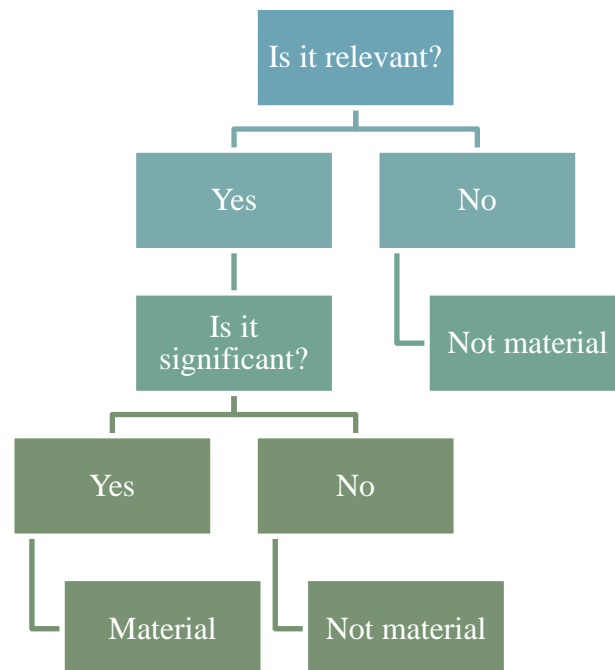 Is it relevant?
Yes
No
Is it
significant?
Not material
Yes
No
Material
Not material